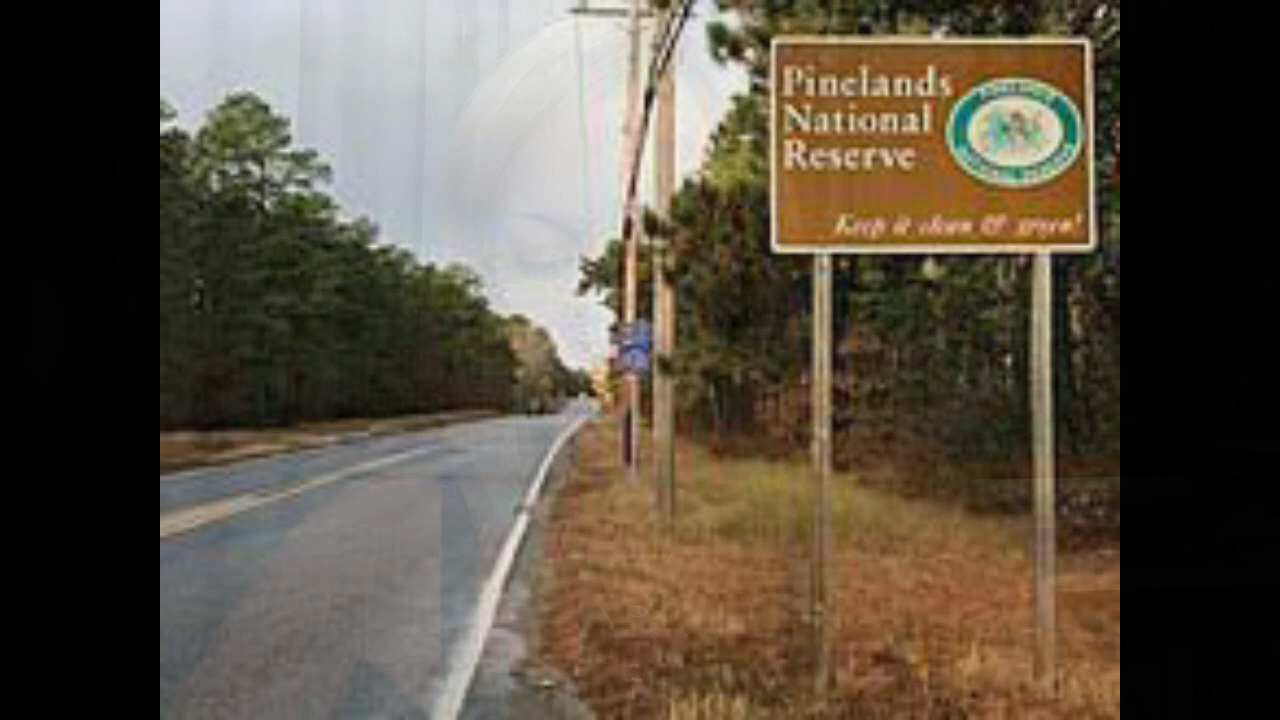 Pinelands
National
Reserve
Keep it clean & green!